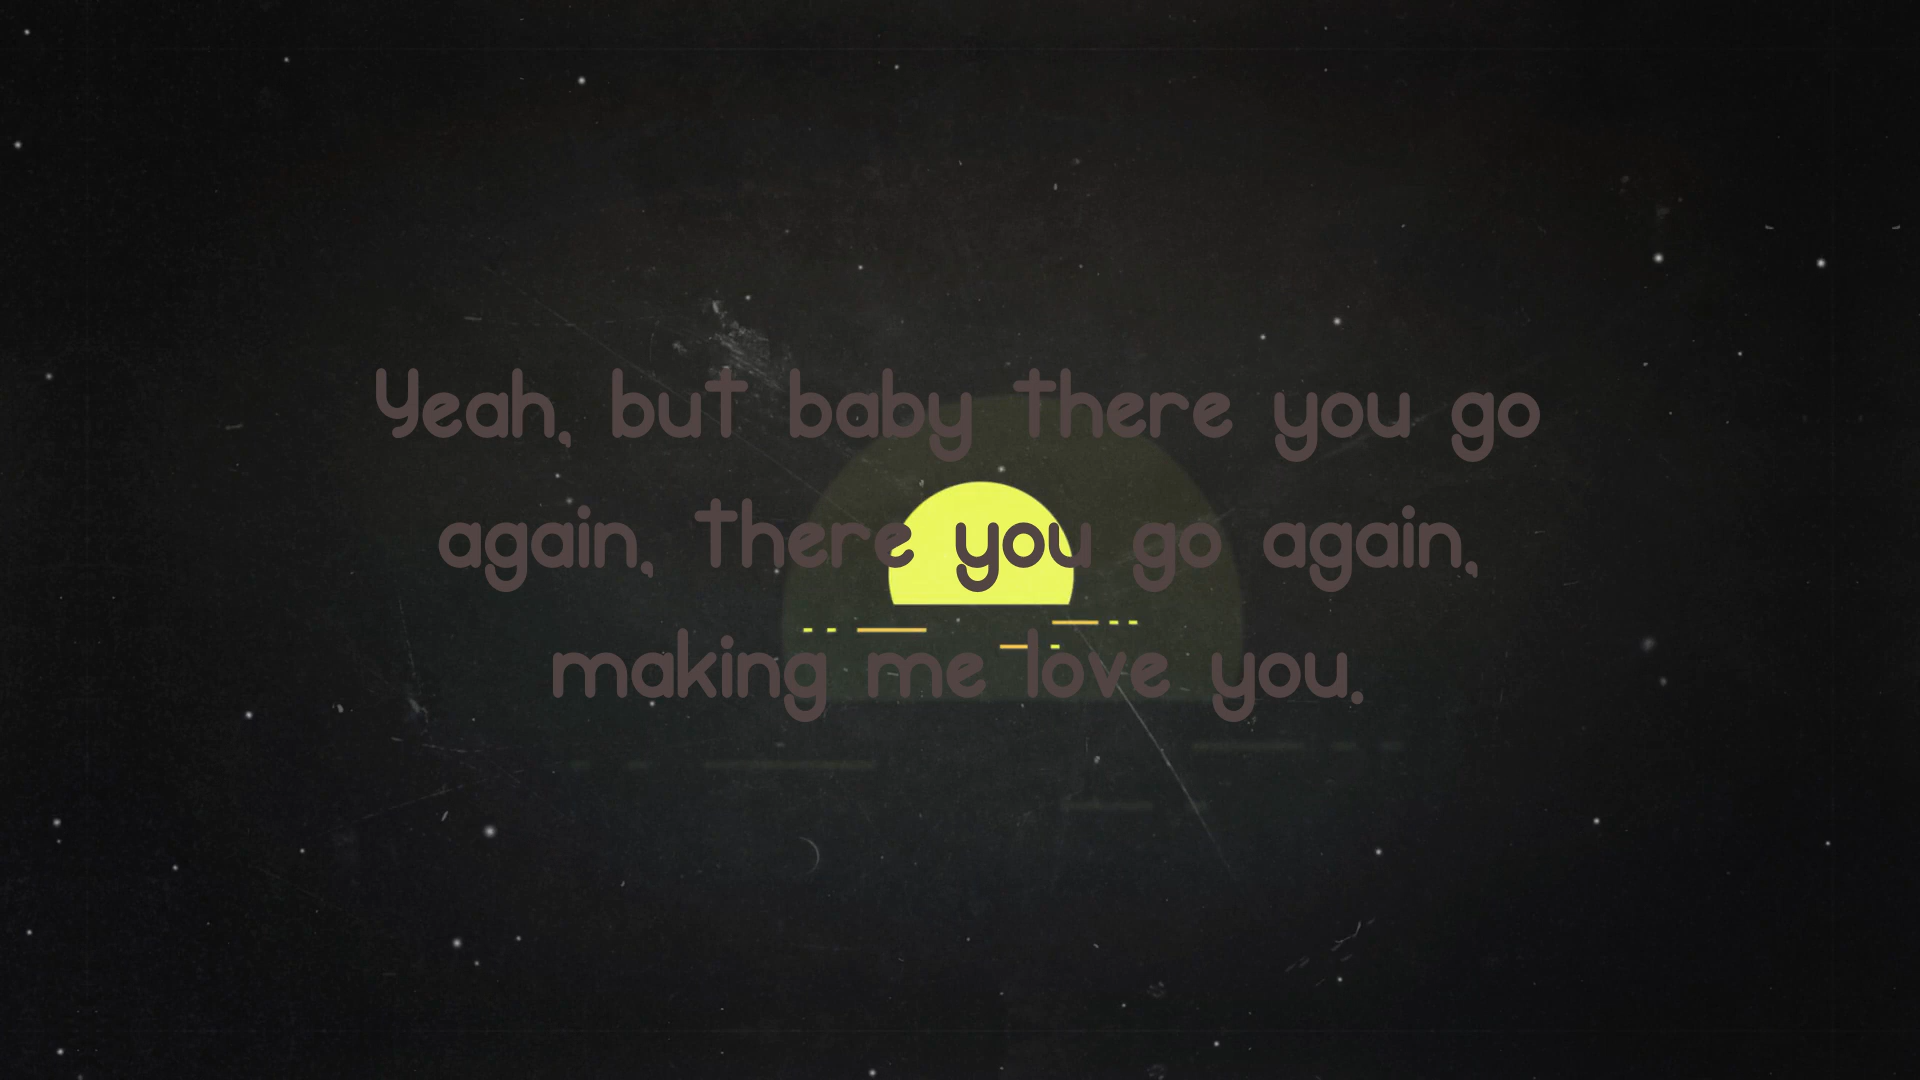 Yeah, but baby there you go
again, there you go again,
making me love you.